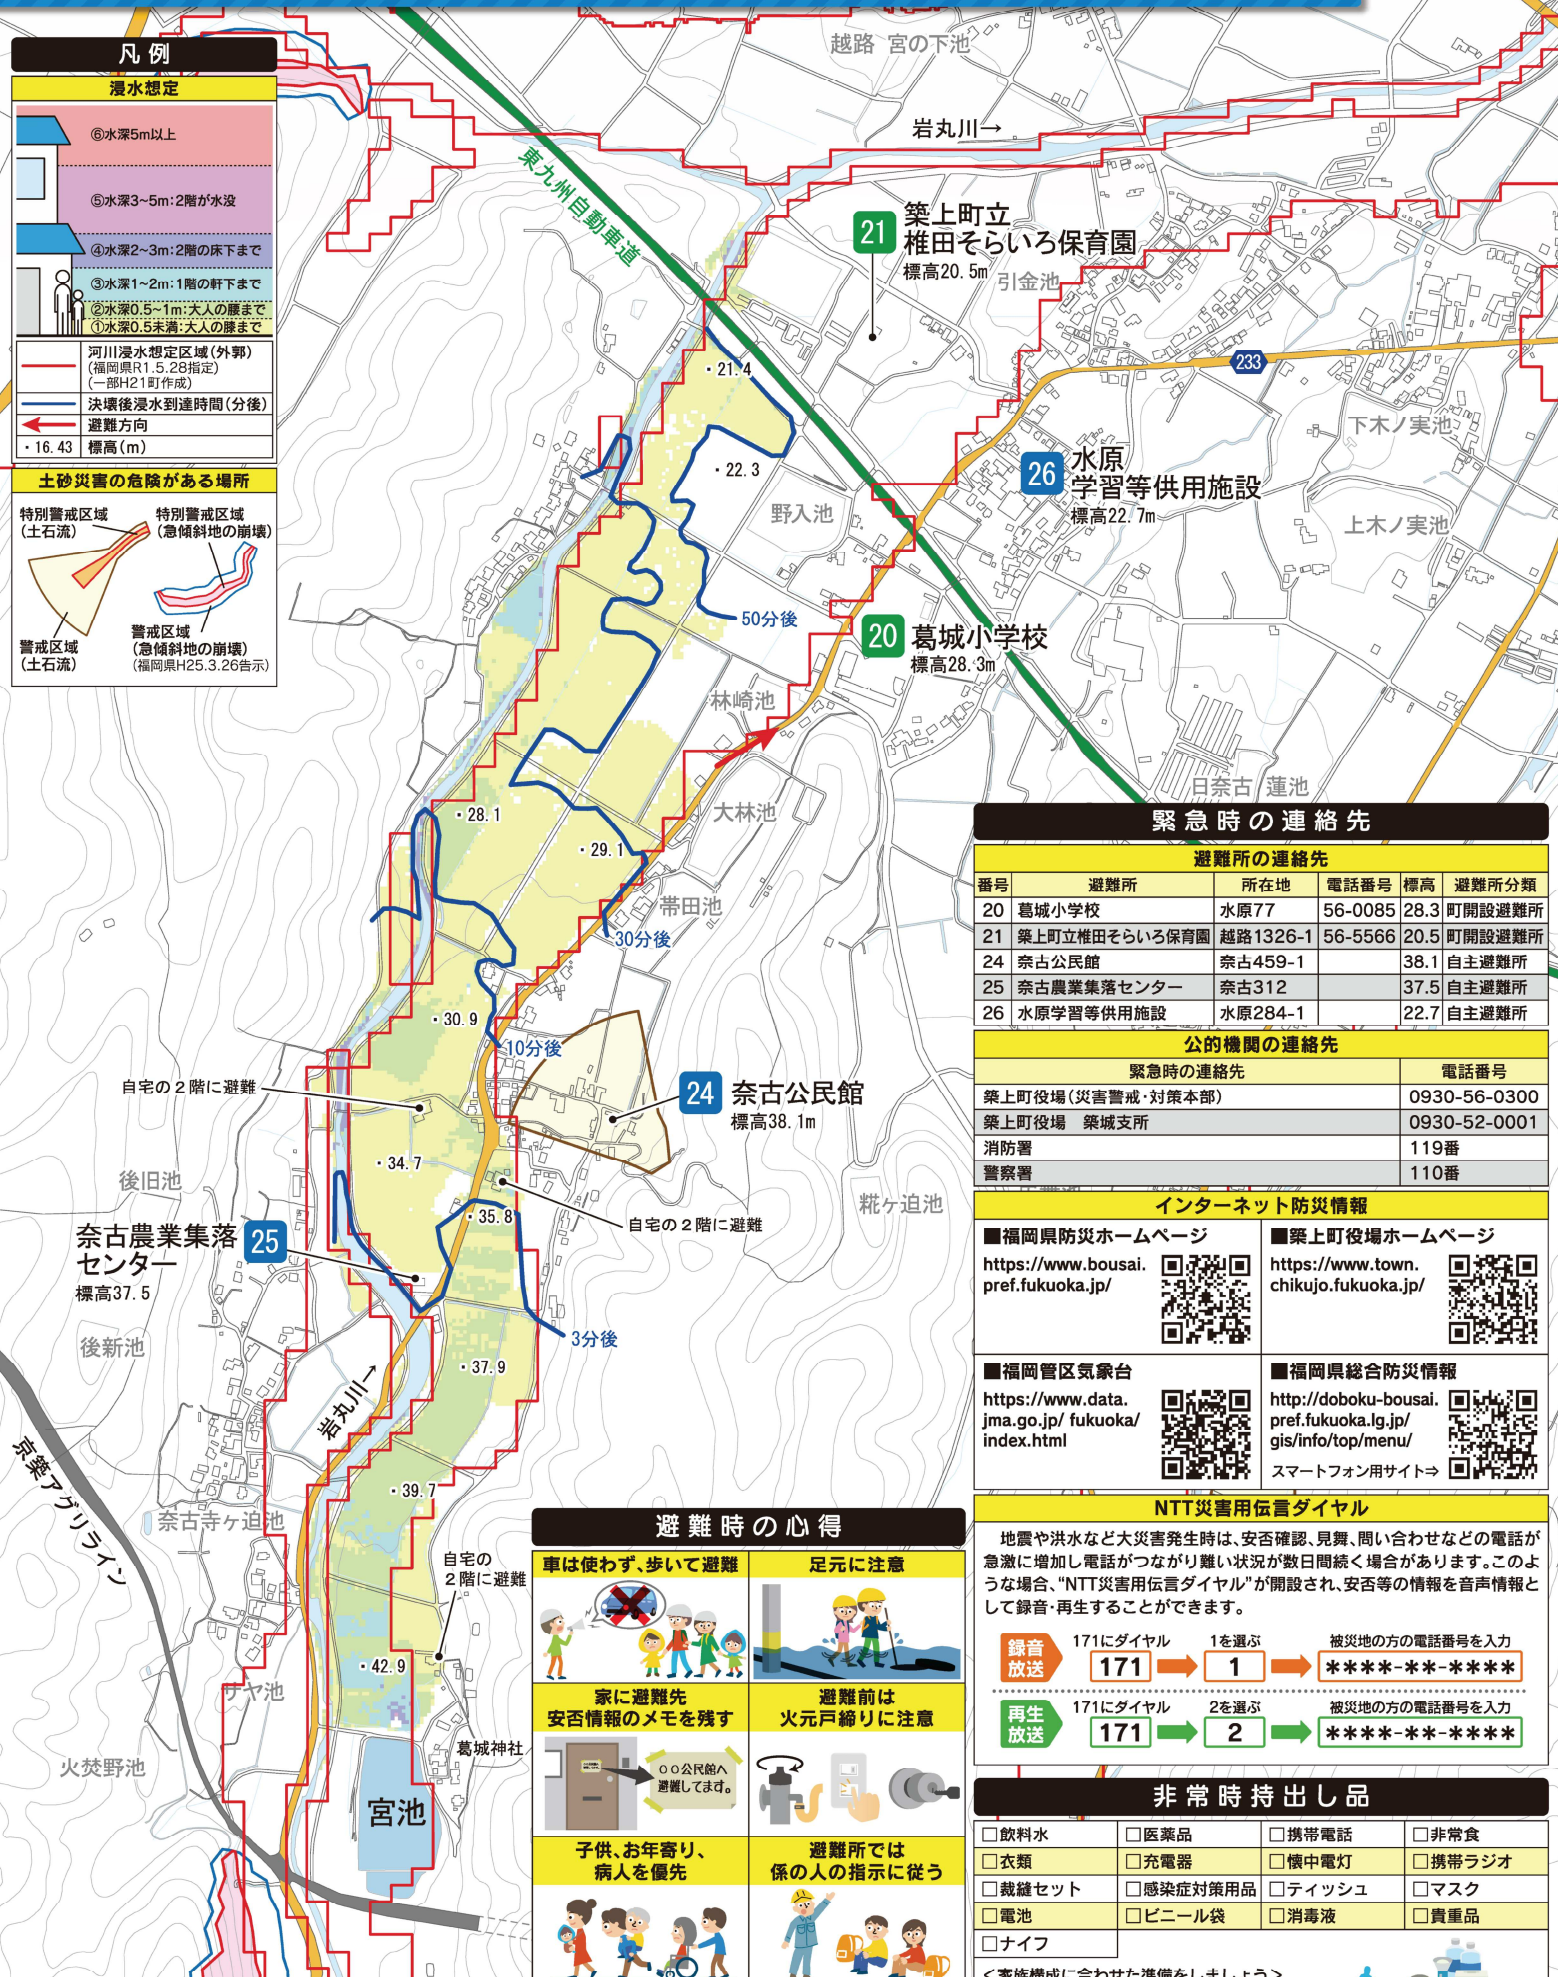 凡例
浸水想定
⑥水深5m以上
⑤水深3~5m:2階が水没
④水深2~3m:2階の床下まで
③水深1~2m:1階の軒下まで
②水深0.5~1m:大人の腰まで
①水深0.5未満:大人の膝まで
河川浸水想定区域(外郭)
(福岡県R1.5.28指定)
(一部H21町作成)
決壊後浸水到達時間(分後)
避難方向
・16.43 標高(m)
土砂災害の危険がある場所
特別警戒区域
(土石流)
特別警戒区域
(急傾斜地の崩壊)
警戒区域
(土石流)
警戒区域
(急傾斜地の崩壊)
(福岡県H25.3.26告示)
越路 宮の下池
岩丸川→
東九州自動車道
21 築上町立
椎田そらいろ保育園
標高20.5m
引金池
233
・21.4
・22.3
野入池
下木ノ実池
26 水原
学習等供用施設
標高22.7m
上木ノ実池
50分後
20 葛城小学校
標高28.3m
林崎池
日奈古 蓮池
大林池
・28.1
・29.1
帯田池
30分後
・30.9
10分後
自宅の2階に避難
24 奈古公民館
標高38.1m
・34.7
後旧池
糀ヶ迫池
・35.8
自宅の2階に避難
奈古農業集落
センター
25
標高37.5
3分後
後新池
・37.9
岩丸川→
京築アグリライン
・39.7
奈古寺ヶ迫池
自宅の
2階に避難
・42.9
サヤ池
葛城神社
火焚野池
宮池
緊急時の連絡先
避難所の連絡先
番号 避難所 所在地 電話番号 標高 避難所分類
20 葛城小学校 水原77 56-0085 28.3 町開設避難所
21 築上町立椎田そらいろ保育園 越路1326-1 56-5566 20.5 町開設避難所
24 奈古公民館 奈古459-1 38.1 自主避難所
25 奈古農業集落センター 奈古312 37.5 自主避難所
26 水原学習等供用施設 水原284-1 22.7 自主避難所
公的機関の連絡先
緊急時の連絡先 電話番号
築上町役場(災害警戒・対策本部) 0930-56-0300
築上町役場 築城支所 0930-52-0001
消防署 119番
警察署 110番
インターネット防災情報
■福岡県防災ホームページ
https://www.bousai.
pref.fukuoka.jp/
■築上町役場ホームページ
https://www.town.
chikujo.fukuoka.jp/
■福岡管区気象台
https://www.data.
jma.go.jp/ fukuoka/
index.html
■福岡県総合防災情報
http://doboku-bousai.
pref.fukuoka.lg.jp/
gis/info/top/menu/
スマートフォン用サイト⇒
NTT災害用伝言ダイヤル
地震や洪水など大災害発生時は、安否確認、見舞、問い合わせなどの電話が
急激に増加し電話がつながり難い状況が数日間続く場合があります。このよ
うな場合、“NTT災害用伝言ダイヤル”が開設され、安否等の情報を音声情報と
して録音・再生することができます。
録音
放送
171にダイヤル 1を選ぶ 被災地の方の電話番号を入力
171 1 ****-**-****
再生
放送
171にダイヤル 2を選ぶ 被災地の方の電話番号を入力
171 2 ****-**-****
避難時の心得
車は使わず、歩いて避難
足元に注意
家に避難先
安否情報のメモを残す
○○公民館へ
避難してます。
避難前は
火元戸締りに注意
子供、お年寄り、
病人を優先
避難所では
係の人の指示に従う
非常時持出し品
□飲料水 □医薬品 □携帯電話 □非常食
□衣類 □充電器 □懐中電灯 □携帯ラジオ
□裁縫セット □感染症対策用品 □ティッシュ □マスク
□電池 □ビニール袋 □消毒液 □貴重品
□ナイフ
<家族構成に合わせた準備をしましょう>